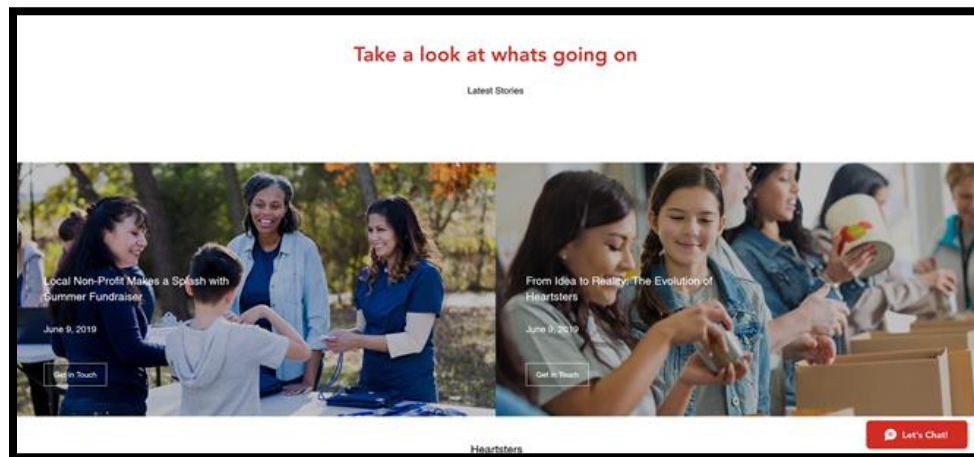 Take a look at whats going on
Latest Stories
Local Non-Profit Makes a Splash with
Summer Fundraiser
June 9, 2019
Get in Touch
From Idea to Reality: The Evolution of
Heartsters
June 9, 2019
Get in Touch
Heartsters
Let's Chat!